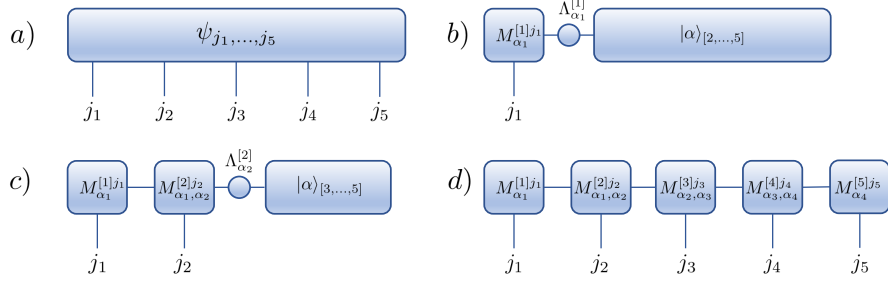 a) ψ_{j_1,...,j_5}
j_1 j_2 j_3 j_4 j_5
b) M^{[1]j_1}_{α_1} Λ^{[1]}_{α_1} |α⟩_{[2,...,5]}
j_1
c) M^{[1]j_1}_{α_1} M^{[2]j_2}_{α_1,α_2} Λ^{[2]}_{α_2} |α⟩_{[3,...,5]}
j_1 j_2
d) M^{[1]j_1}_{α_1} M^{[2]j_2}_{α_1,α_2} M^{[3]j_3}_{α_2,α_3} M^{[4]j_4}_{α_3,α_4} M^{[5]j_5}_{α_4}
j_1 j_2 j_3 j_4 j_5